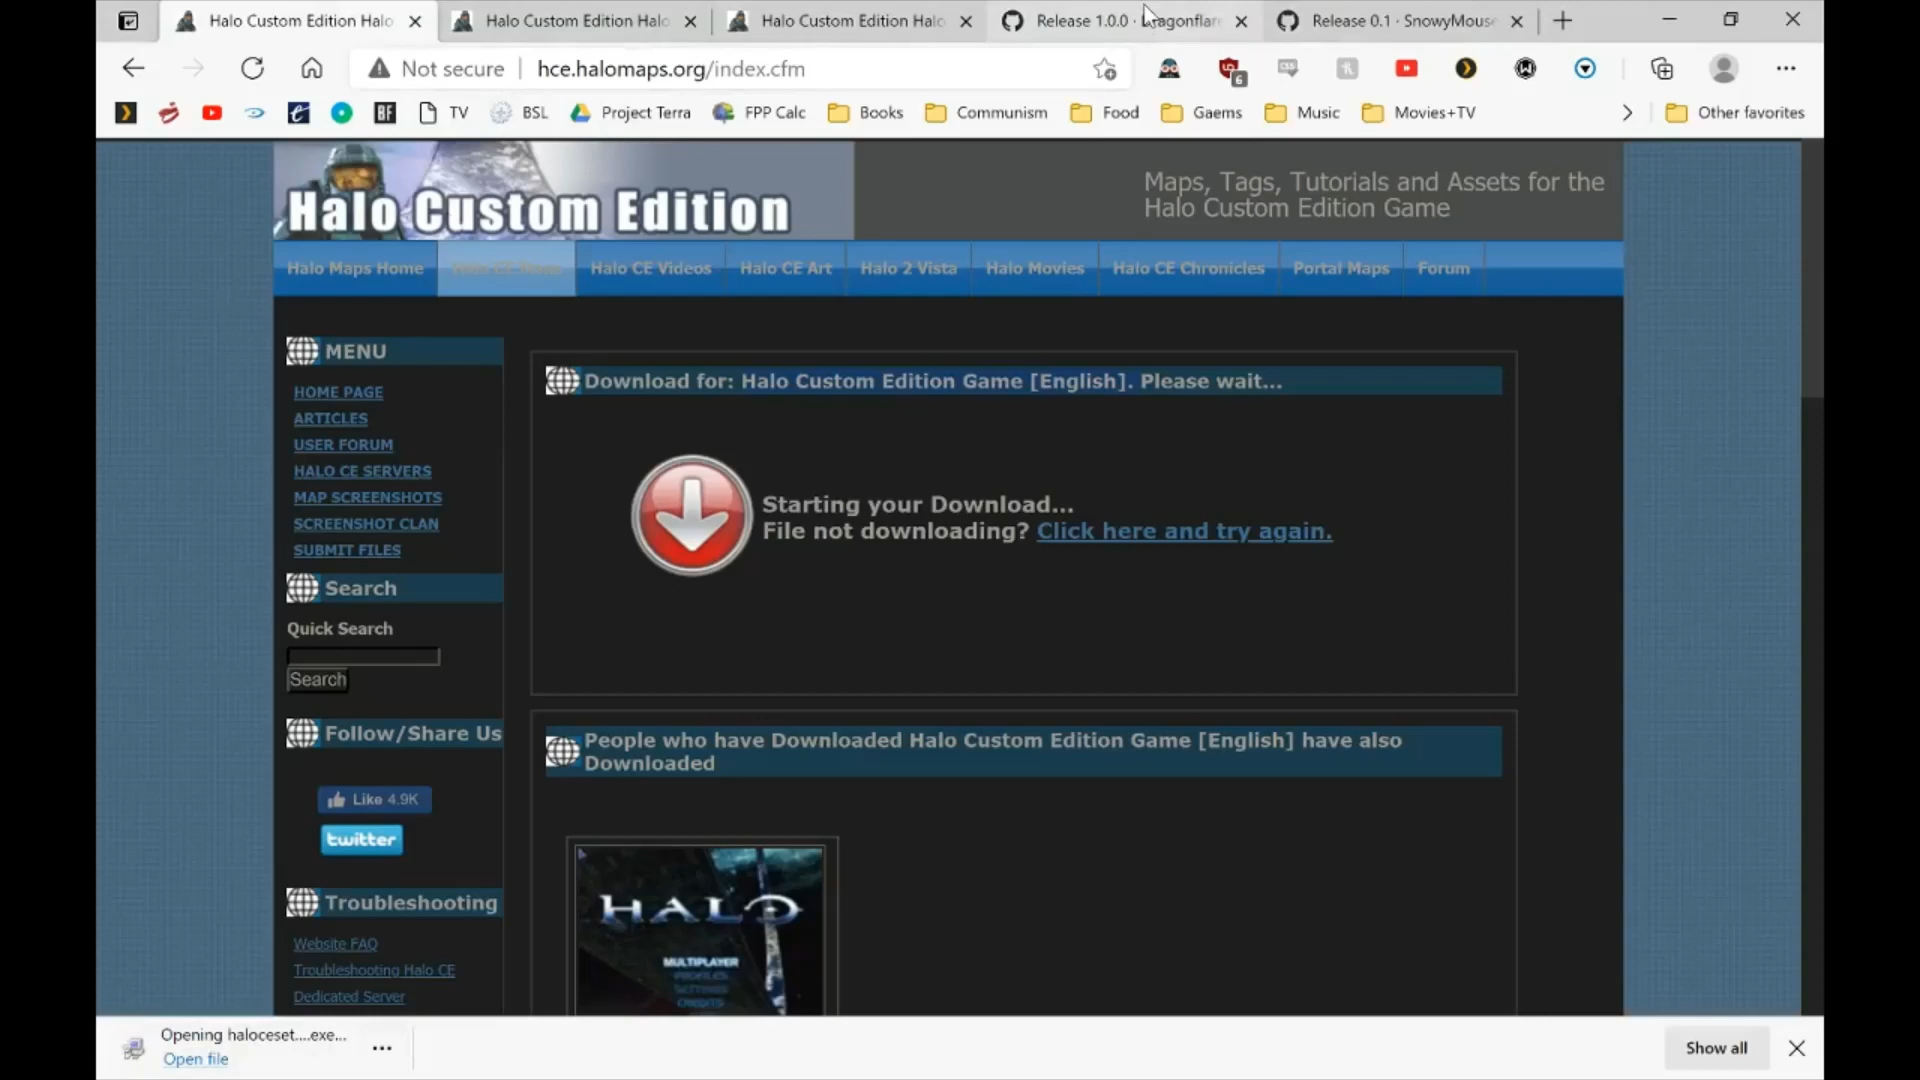 Halo Custom Edition Halo
Halo Custom Edition Halo
Halo Custom Edition Halo
Release 1.0.0 · Dragonflar
Release 0.1 · SnowyMouse
Not secure
hce.halomaps.org/index.cfm
6
TV
BSL
Project Terra
FPP Calc
Books
Communism
Food
Gaems
Music
Movies+TV
Other favorites
BF
Halo Custom Edition
Maps, Tags, Tutorials and Assets for the
Halo Custom Edition Game
Halo Maps Home
Halo CE Videos
Halo CE Art
Halo 2 Vista
Halo Movies
Halo CE Chronicles
Portal Maps
Forum
MENU
HOME PAGE
ARTICLES
USER FORUM
HALO CE SERVERS
MAP SCREENSHOTS
SCREENSHOT CLAN
SUBMIT FILES
Search
Quick Search
Search
Follow/Share Us
Like 4.9K
twitter
Troubleshooting
Website FAQ
Troubleshooting Halo CE
Dedicated Server
Download for: Halo Custom Edition Game [English]. Please wait...
Starting your Download...
File not downloading? Click here and try again.
People who have Downloaded Halo Custom Edition Game [English] have also
Downloaded
HALO
MULTIPLAYER
PROFILES
SETTINGS
CREDITS
Opening haloceset....exe...
Open file
Show all